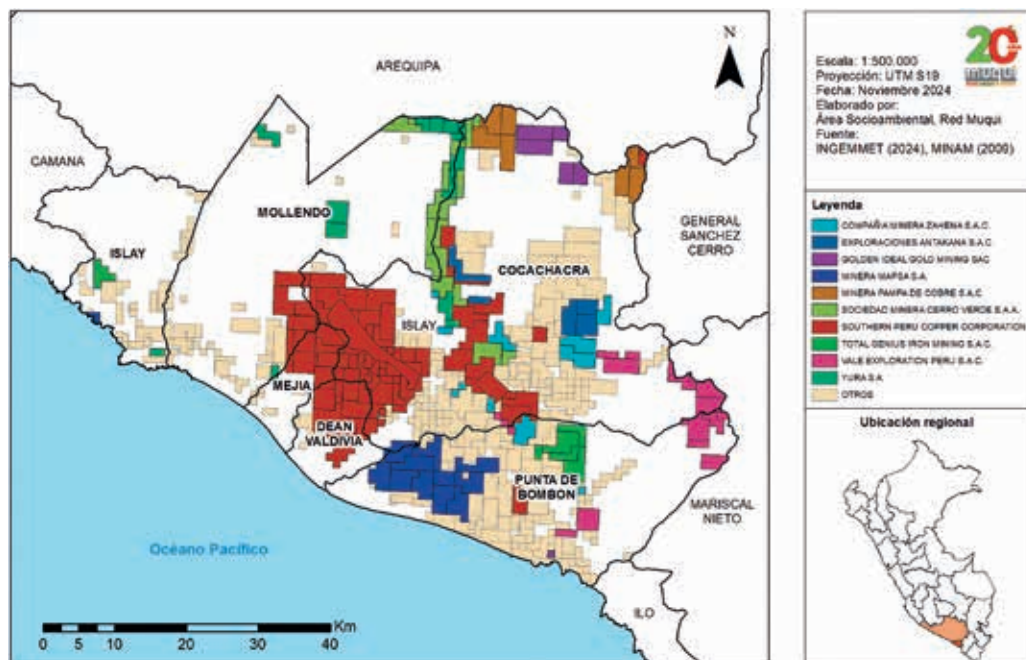 N
AREQUIPA
CAMANA
MOLLENDO
ISLAY
COCACHACRA
GENERAL
SANCHEZ
CERRO
ISLAY
MEJIA
DEAN
VALDIVIA
PUNTA DE
BOMBON
MARISCAL
NIETO
Océano Pacífico
ILO
Km
0 5 10 20 30 40
20
muqui
Escala: 1:500.000
Proyección: UTM S19
Fecha: Noviembre 2024
Elaborado por:
Área Socioambiental, Red Muqui
Fuente:
INGEMMET (2024), MINAM (2009)
Leyenda
COMPAÑIA MINERA ZAHENA S.A.C.
EXPLORACIONES ANTAKANA S.A.C.
GOLDEN IDEAL GOLD MINING SAC
MINERA MAPSA S.A.
MINERA PAMPA DE COBRE S.A.C.
SOCIEDAD MINERA CERRO VERDE S.A.A.
SOUTHERN PERU COPPER CORPORATION
TOTAL GENIUS IRON MINING S.A.C.
VALE EXPLORATION PERU S.A.C.
YURA S.A.
OTROS
Ubicación regional